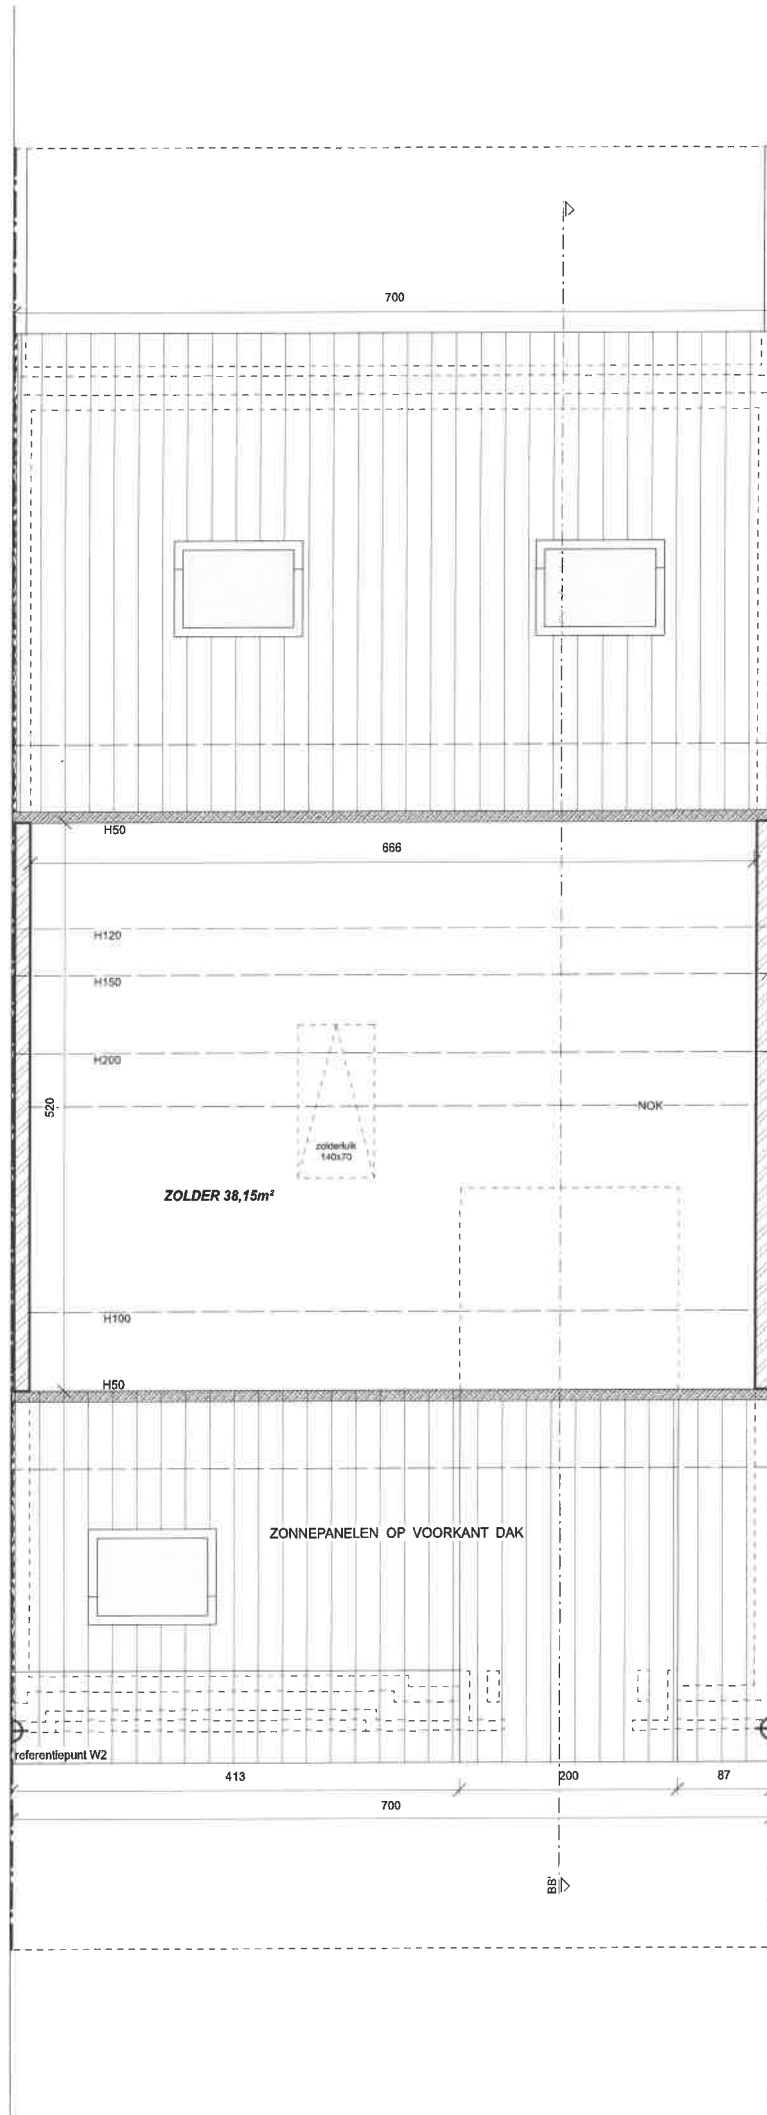 700
H50
666
H120
H150
H200
520
NOK
zolderluik
140x70
ZOLDER 38,15m²
H100
H50
ZONNEPANELEN OP VOORKANT DAK
referentiepunt W2
413
200
87
700
BB'